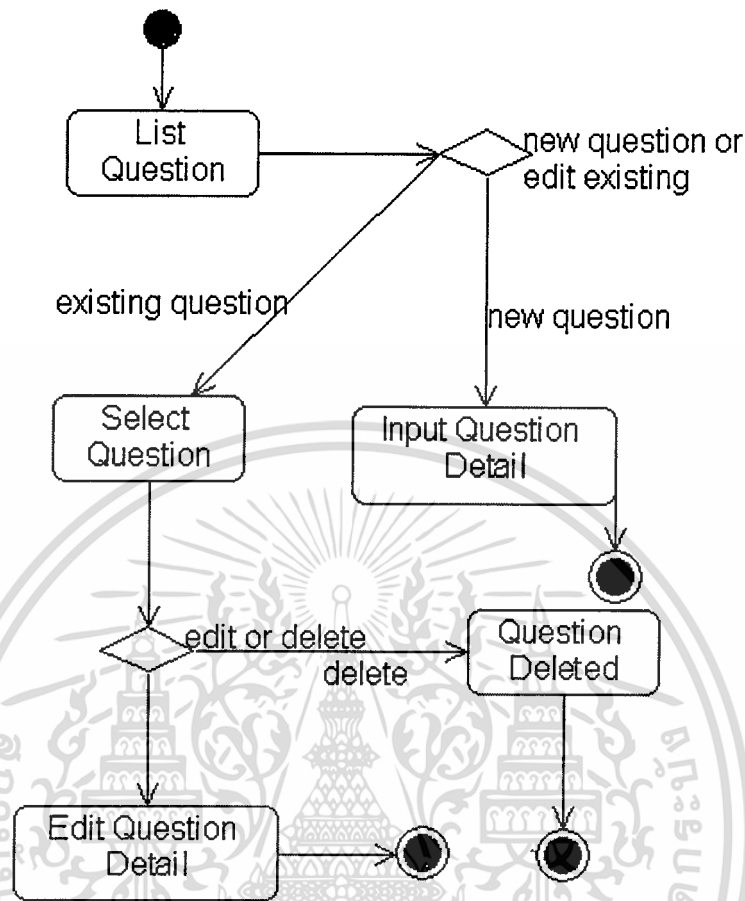 List
Question
new question or
edit existing
existing question
new question
Select
Question
Input Question
Detail
edit or delete
delete
Question
Deleted
Edit Question
Detail